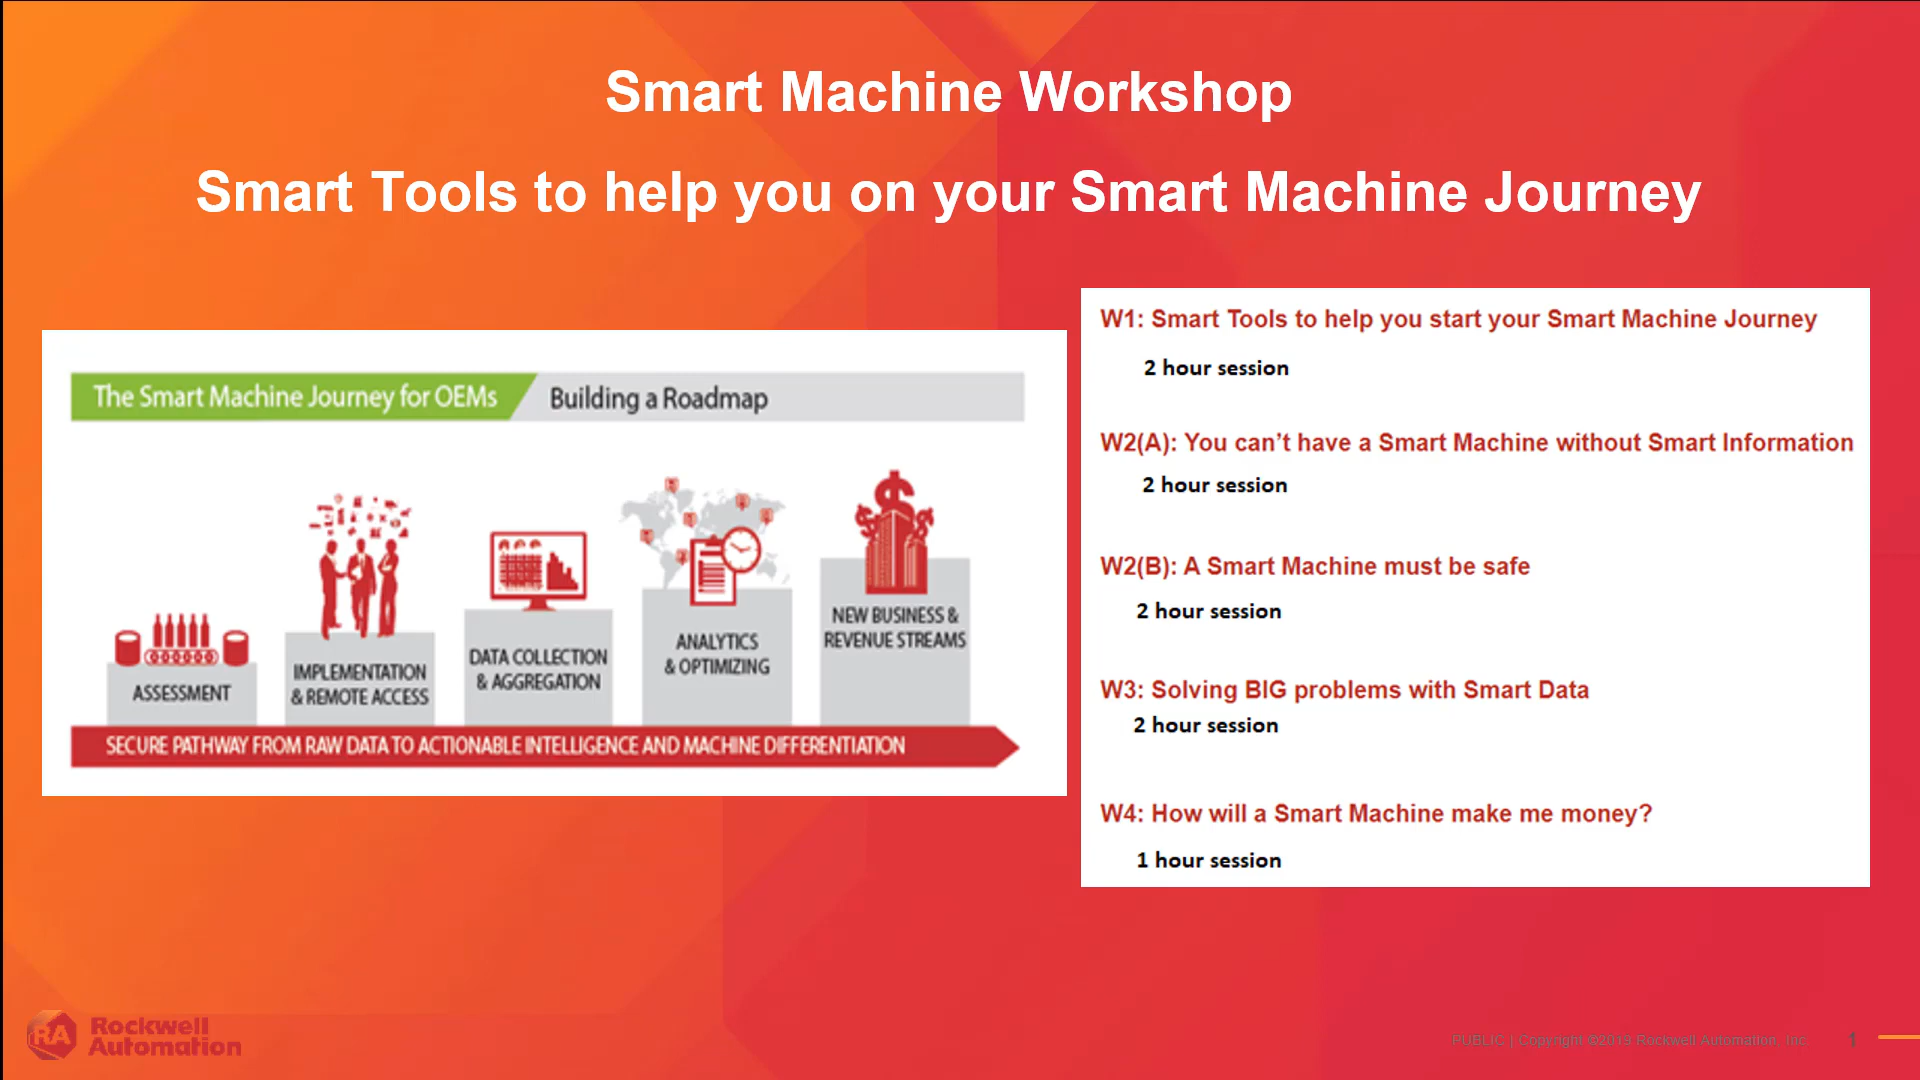 Smart Machine Workshop
Smart Tools to help you on your Smart Machine Journey
The Smart Machine Journey for OEMs
Building a Roadmap
ASSESSMENT
IMPLEMENTATION
& REMOTE ACCESS
DATA COLLECTION
& AGGREGATION
ANALYTICS
& OPTIMIZING
NEW BUSINESS &
REVENUE STREAMS
SECURE PATHWAY FROM RAW DATA TO ACTIONABLE INTELLIGENCE AND MACHINE DIFFERENTIATION
W1: Smart Tools to help you start your Smart Machine Journey
2 hour session
W2(A): You can’t have a Smart Machine without Smart Information
2 hour session
W2(B): A Smart Machine must be safe
2 hour session
W3: Solving BIG problems with Smart Data
2 hour session
W4: How will a Smart Machine make me money?
1 hour session
RA
Rockwell
Automation
PUBLIC | Copyright ©2019 Rockwell Automation, Inc.
1